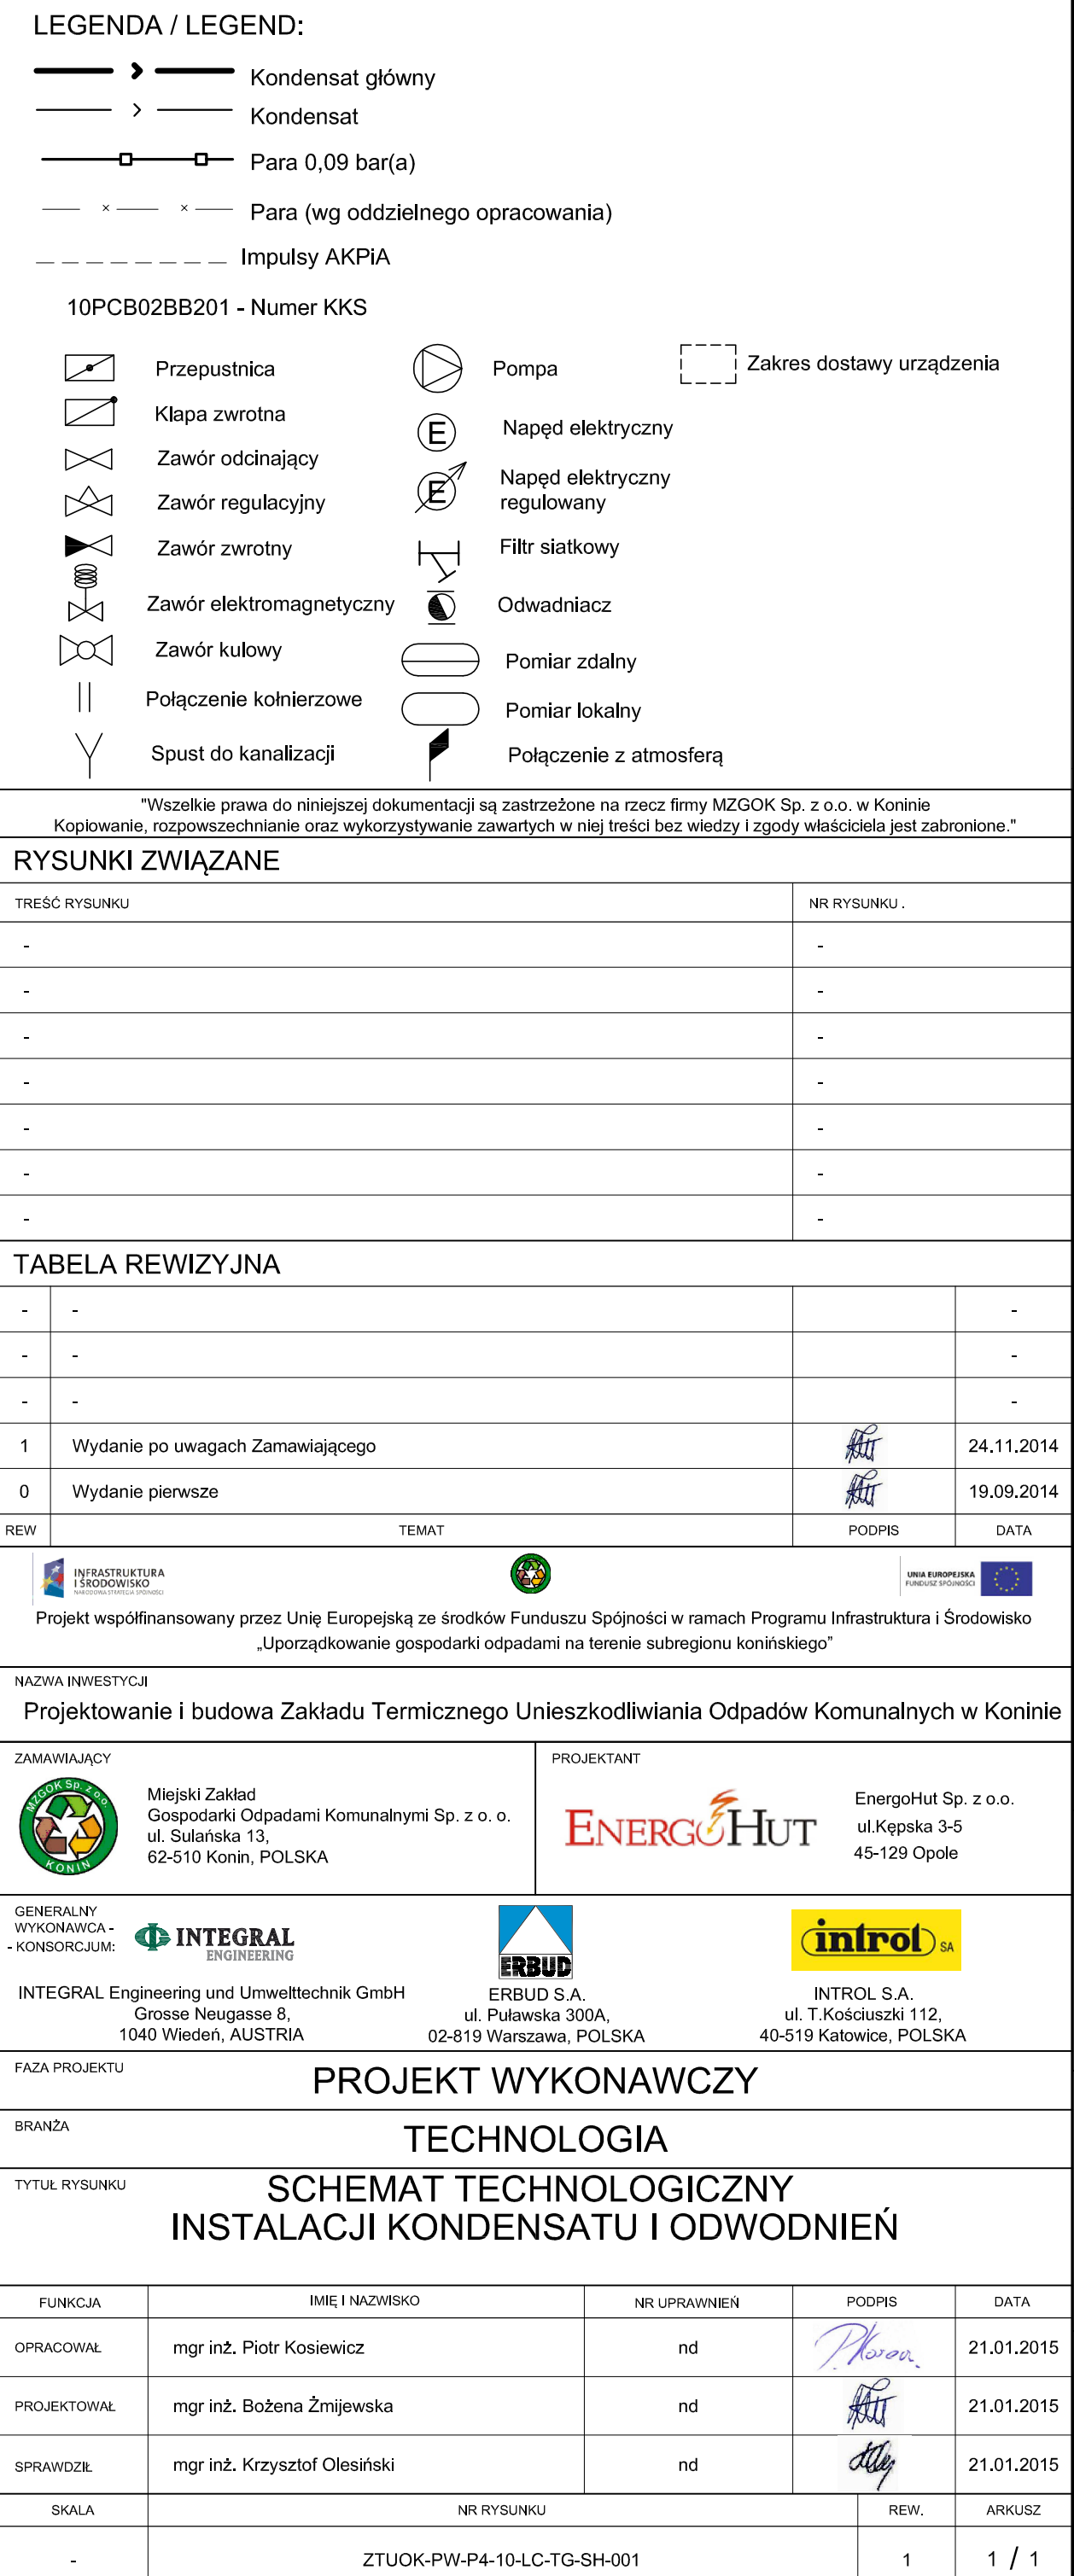 LEGENDA / LEGEND:
Kondensat główny
Kondensat
Para 0,09 bar(a)
Para (wg oddzielnego opracowania)
Impulsy AKPiA
10PCB02BB201 - Numer KKS
Przepustnica
Pompa
Zakres dostawy urządzenia
Klapa zwrotna
E
Napęd elektryczny
Zawór odcinający
Zawór regulacyjny
E
Napęd elektryczny
regulowany
Zawór zwrotny
Filtr siatkowy
Zawór elektromagnetyczny
Odwadniacz
Zawór kulowy
Pomiar zdalny
Połączenie kołnierzowe
Pomiar lokalny
Spust do kanalizacji
Połączenie z atmosferą
"Wszelkie prawa do niniejszej dokumentacji są zastrzeżone na rzecz firmy MZGOK Sp. z o.o. w Koninie
Kopiowanie, rozpowszechnianie oraz wykorzystywanie zawartych w niej treści bez wiedzy i zgody właściciela jest zabronione."
RYSUNKI ZWIĄZANE
TREŚĆ RYSUNKU NR RYSUNKU .
- -
- -
- -
- -
- -
- -
- -
TABELA REWIZYJNA
- - -
- - -
- - -
1 Wydanie po uwagach Zamawiającego 24.11.2014
0 Wydanie pierwsze 19.09.2014
REW TEMAT PODPIS DATA
INFRASTRUKTURA
I ŚRODOWISKO
NARODOWA STRATEGIA SPÓJNOŚCI
UNIA EUROPEJSKA
FUNDUSZ SPÓJNOŚCI
Projekt współfinansowany przez Unię Europejską ze środków Funduszu Spójności w ramach Programu Infrastruktura i Środowisko
„Uporządkowanie gospodarki odpadami na terenie subregionu konińskiego”
NAZWA INWESTYCJI
Projektowanie i budowa Zakładu Termicznego Unieszkodliwiania Odpadów Komunalnych w Koninie
ZAMAWIAJĄCY
MZGOK Sp. z o.o.
KONIN
Miejski Zakład
Gospodarki Odpadami Komunalnymi Sp. z o. o.
ul. Sulańska 13,
62-510 Konin, POLSKA
PROJEKTANT
ENERGOHUT
EnergoHut Sp. z o.o.
ul.Kępska 3-5
45-129 Opole
GENERALNY
WYKONAWCA -
- KONSORCJUM:
INTEGRAL
ENGINEERING
INTEGRAL Engineering und Umwelttechnik GmbH
Grosse Neugasse 8,
1040 Wiedeń, AUSTRIA
ERBUD
ERBUD S.A.
ul. Puławska 300A,
02-819 Warszawa, POLSKA
introl SA
INTROL S.A.
ul. T.Kościuszki 112,
40-519 Katowice, POLSKA
FAZA PROJEKTU
PROJEKT WYKONAWCZY
BRANŻA
TECHNOLOGIA
TYTUŁ RYSUNKU
SCHEMAT TECHNOLOGICZNY
INSTALACJI KONDENSATU I ODWODNIEŃ
FUNKCJA IMIĘ I NAZWISKO NR UPRAWNIEŃ PODPIS DATA
OPRACOWAŁ mgr inż. Piotr Kosiewicz nd 21.01.2015
PROJEKTOWAŁ mgr inż. Bożena Żmijewska nd 21.01.2015
SPRAWDZIŁ mgr inż. Krzysztof Olesiński nd 21.01.2015
SKALA NR RYSUNKU REW. ARKUSZ
- ZTUOK-PW-P4-10-LC-TG-SH-001 1 1 / 1